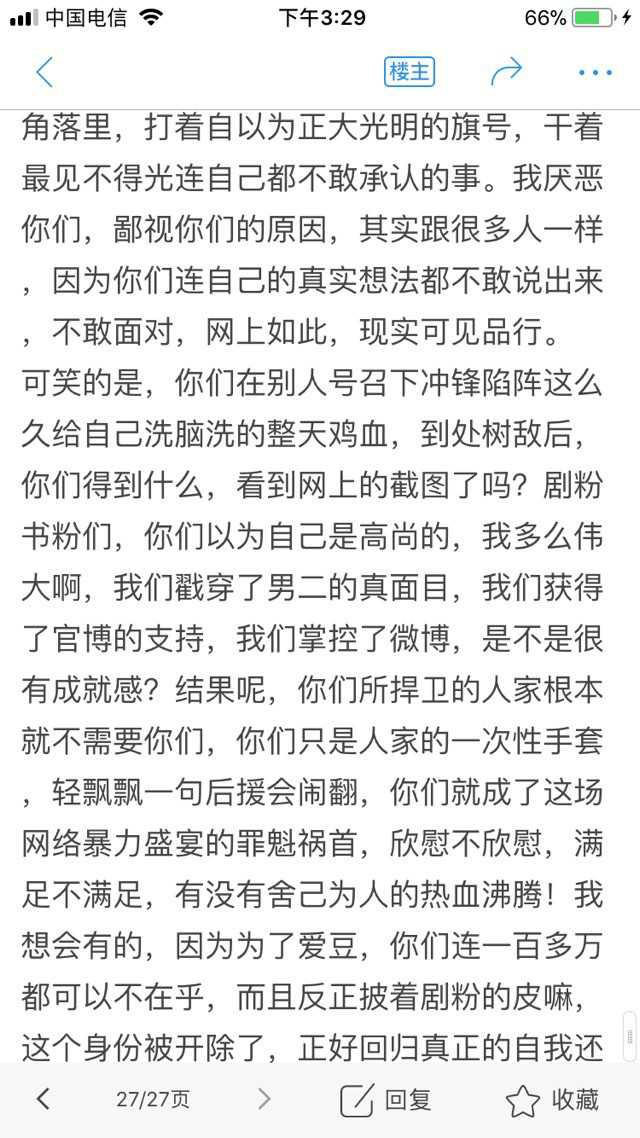 中国电信 下午3:29 66%
楼主
角落里，打着自以为正大光明的旗号，干着
最见不得光连自己都不敢承认的事。我厌恶
你们，鄙视你们的原因，其实跟很多人一样
，因为你们连自己的真实想法都不敢说出来
，不敢面对，网上如此，现实可见品行。
可笑的是，你们在别人号召下冲锋陷阵这么
久给自己洗脑洗的整天鸡血，到处树敌后，
你们得到什么，看到网上的截图了吗？剧粉
书粉们，你们以为自己是高尚的，我多么伟
大啊，我们戳穿了男二的真面目，我们获得
了官博的支持，我们掌控了微博，是不是很
有成就感？结果呢，你们所捍卫的人家根本
就不需要你们，你们只是人家的一次性手套
，轻飘飘一句后援会闹翻，你们就成了这场
网络暴力盛宴的罪魁祸首，欣慰不欣慰，满
足不满足，有没有舍己为人的热血沸腾！我
想会有的，因为为了爱豆，你们连一百多万
都可以不在乎，而且反正披着剧粉的皮嘛，
这个身份被开除了，正好回归真正的自我还
27/27页 回复 收藏